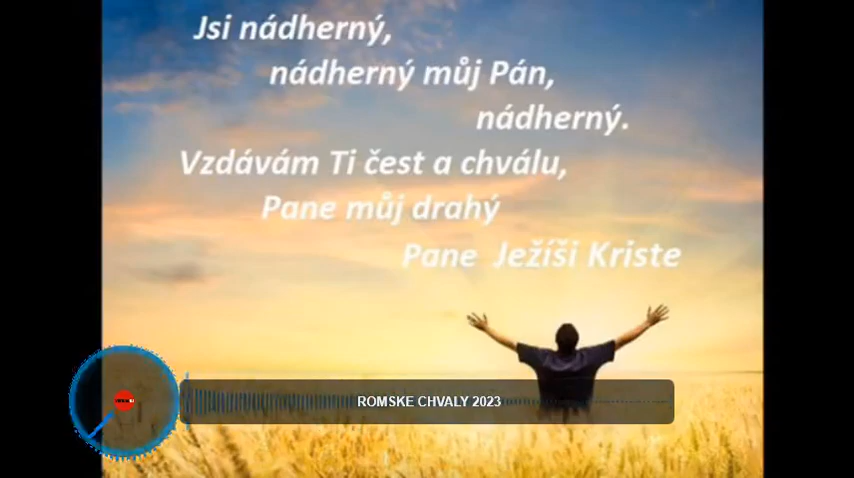 Jsi nádherný,
nádherný můj Pán,
nádherný.
Vzdávám Ti čest a chválu,
Pane můj drahý
Pane Ježíši Kriste
ROMSKE CHVALY 2023